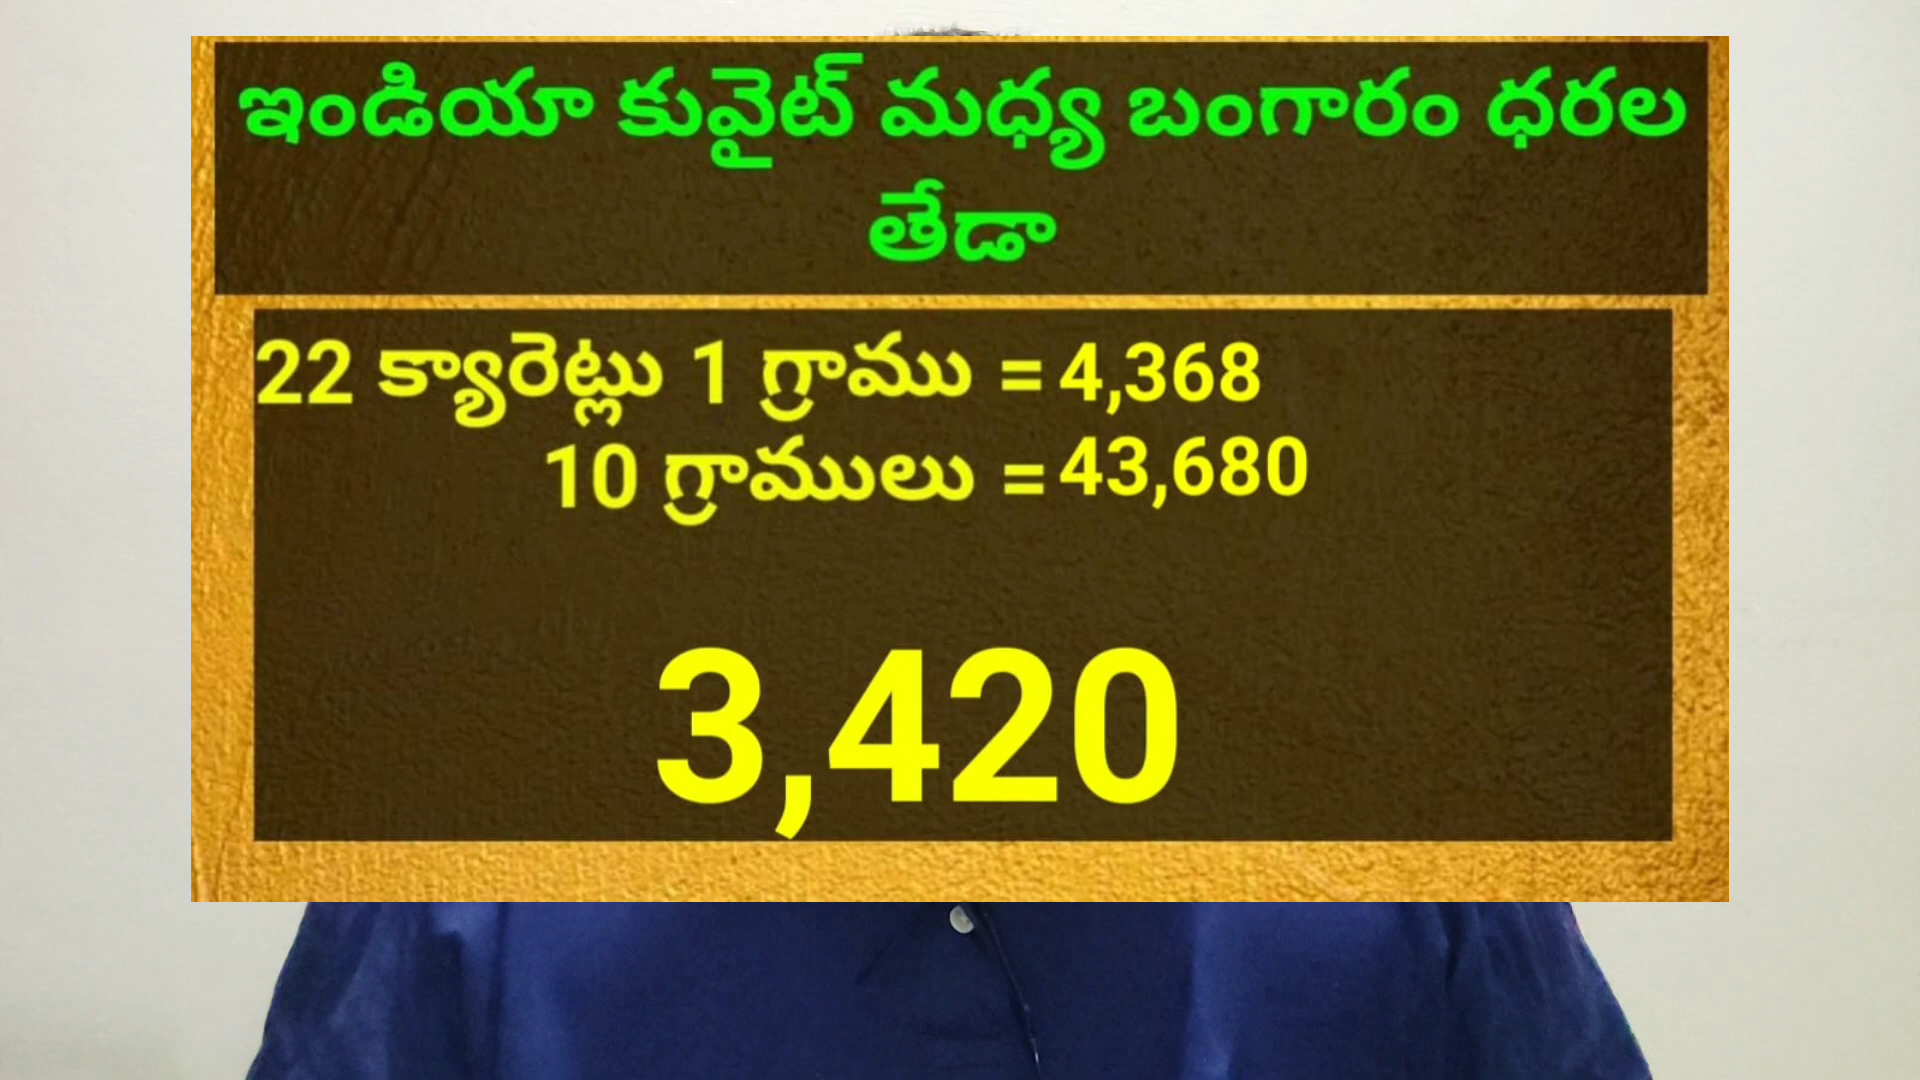 ఇండియా కువైట్ మధ్య బంగారం ధరల
తేడా
22 క్యారెట్లు 1 గ్రాము = 4,368
10 గ్రాములు = 43,680
3,420